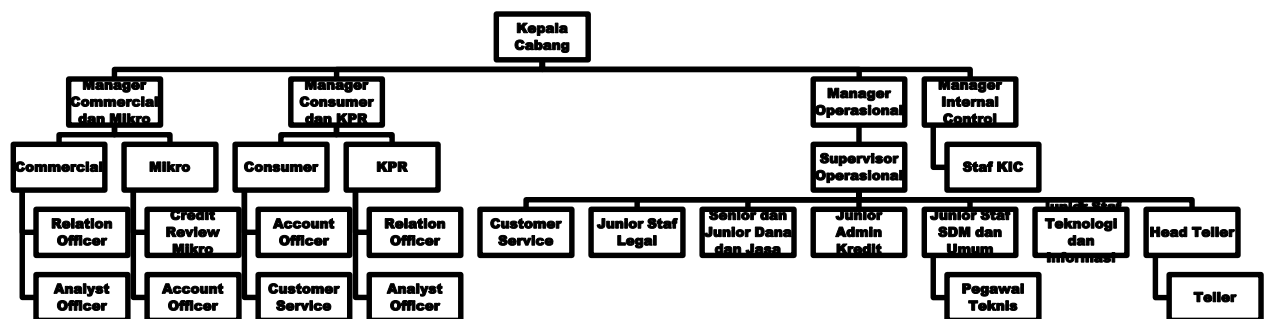 Kepala
Cabang
Manager
Commercial
dan Mikro
Manager
Consumer
dan KPR
Manager
Operasional
Manager
Internal
Control
Commercial
Mikro
Consumer
KPR
Supervisor
Operasional
Staf KIC
Relation
Officer
Credit
Review
Mikro
Account
Officer
Relation
Officer
Customer
Service
Junior Staf
Legal
Senior dan
Junior Dana
dan Jasa
Junior
Admin
Kredit
Junior Staf
SDM dan
Umum
Junior Staf
Teknologi
dan
Informasi
Head Teller
Analyst
Officer
Account
Officer
Customer
Service
Analyst
Officer
Pegawai
Teknis
Teller